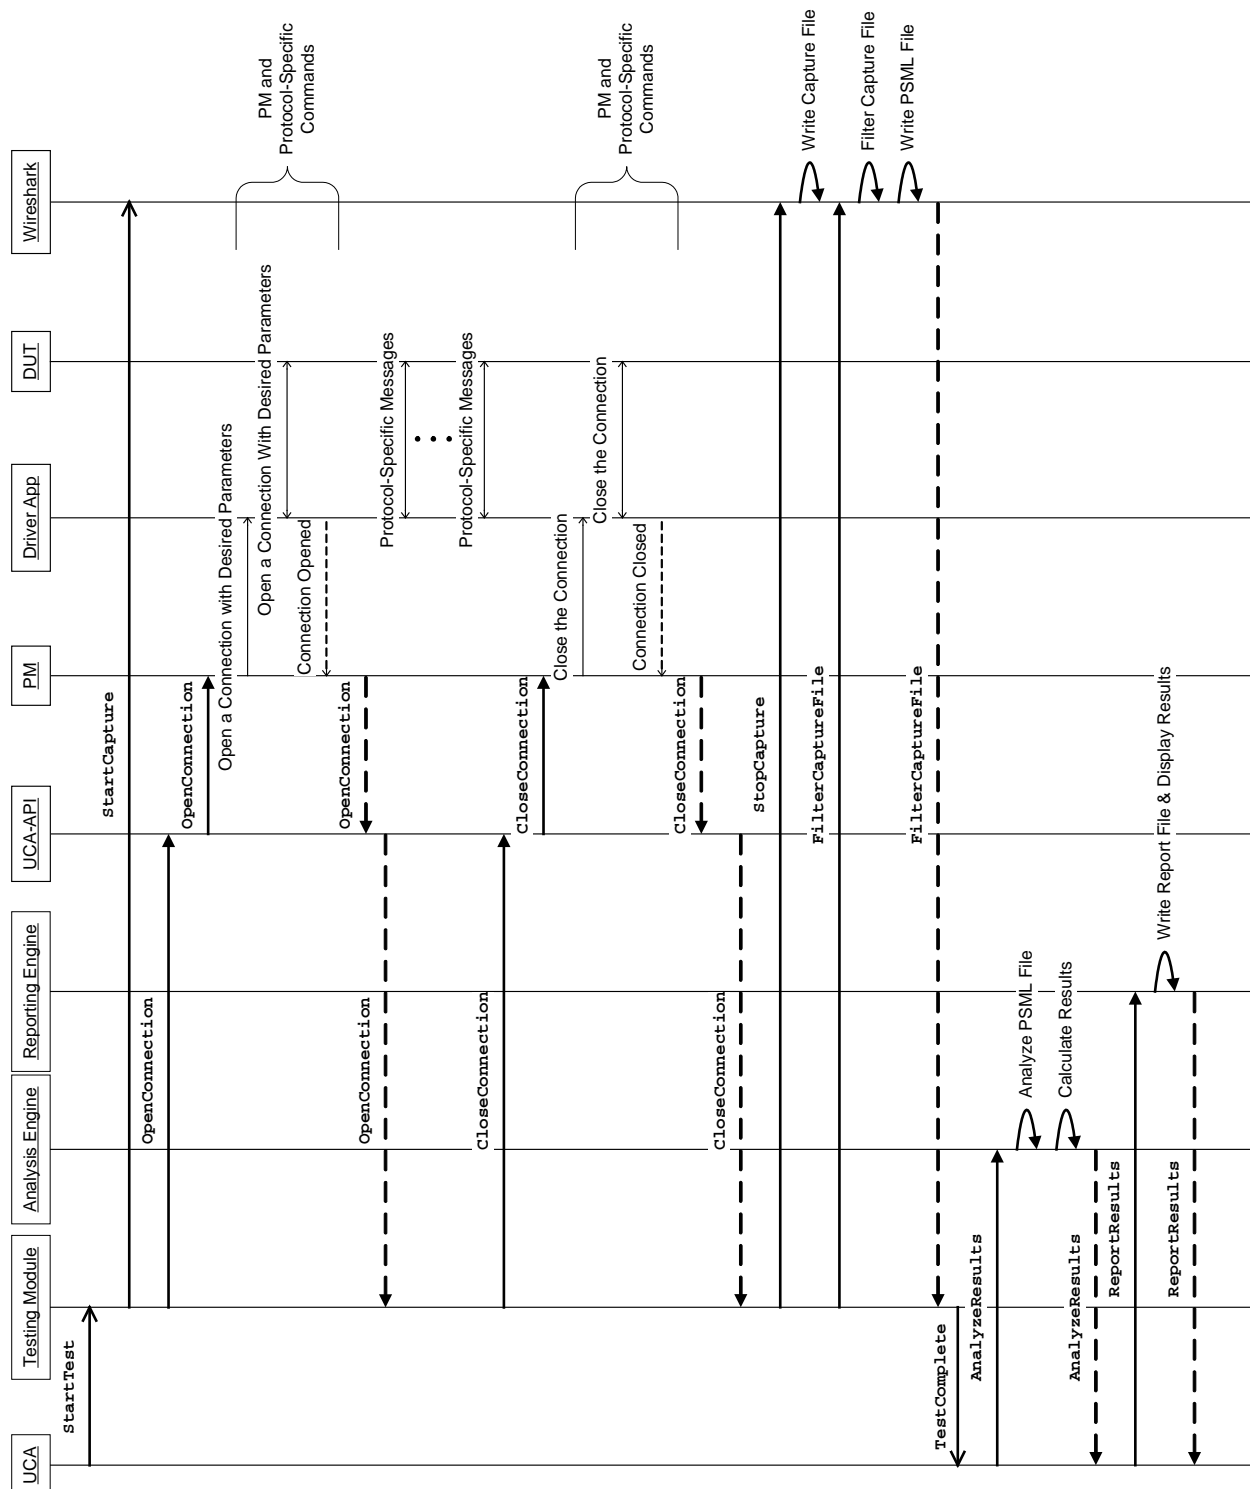 UCA
Testing Module
Analysis Engine
Reporting Engine
UCA-API
PM
Driver App
DUT
Wireshark
StartTest
StartCapture
OpenConnection
OpenConnection
Open a Connection with Desired Parameters
Open a Connection With Desired Parameters
PM and
Protocol-Specific
Commands
Connection Opened
OpenConnection
OpenConnection
Protocol-Specific Messages
Protocol-Specific Messages
CloseConnection
CloseConnection
Close the Connection
Close the Connection
PM and
Protocol-Specific
Commands
Connection Closed
CloseConnection
CloseConnection
StopCapture
Write Capture File
FilterCaptureFile
Filter Capture File
Write PSML File
FilterCaptureFile
TestComplete
AnalyzeResults
Analyze PSML File
Calculate Results
AnalyzeResults
ReportResults
Write Report File & Display Results
ReportResults